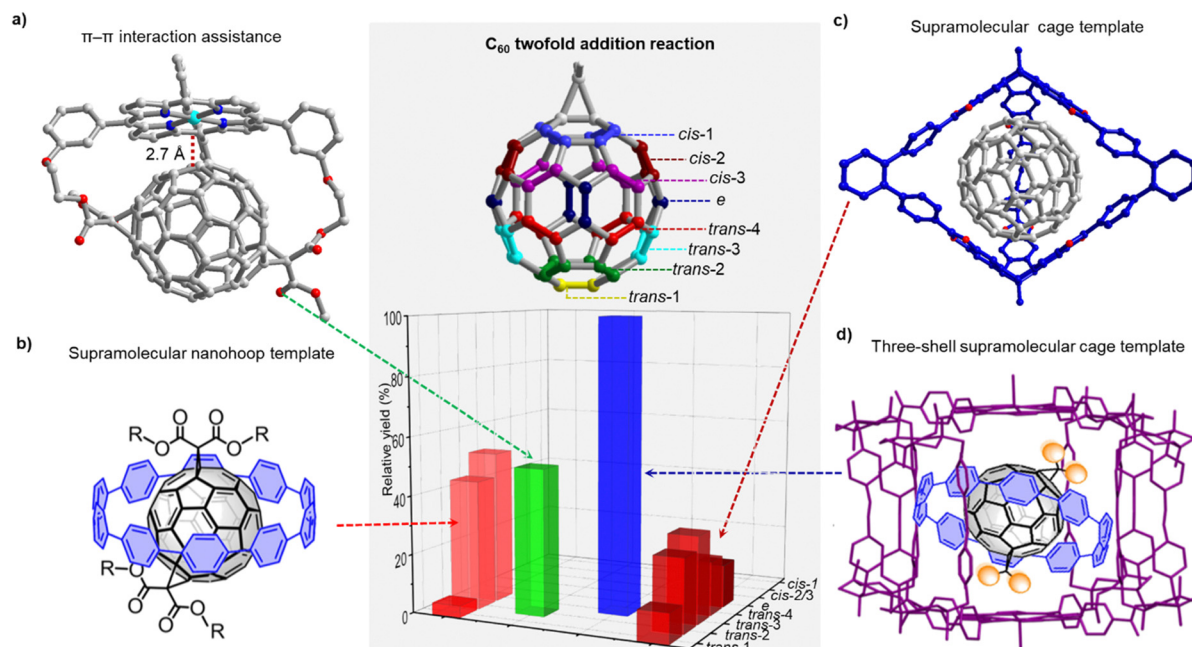 a)
π–π interaction assistance
2.7 Å
C60 twofold addition reaction
cis-1
cis-2
cis-3
e
trans-4
trans-3
trans-2
trans-1
c)
Supramolecular cage template
b)
Supramolecular nanohoop template
O
O
R
O
O
R
R
O
O
O
O
R
Relative yield (%)
100
80
60
40
20
0
cis-1
cis-2/3
e
trans-4
trans-3
trans-2
trans-1
d)
Three-shell supramolecular cage template